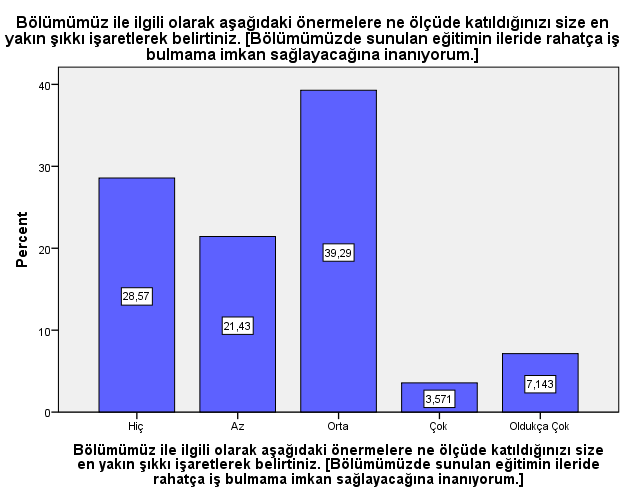 Bölümümüz ile ilgili olarak aşağıdaki önermelere ne ölçüde katıldığınızı size en
yakın şıkkı işaretlerek belirtiniz. [Bölümümüzde sunulan eğitimin ileride rahatça iş
bulmama imkan sağlayacağına inanıyorum.]
Percent
40
30
20
10
0
28,57
21,43
39,29
3,571
7,143
Hiç
Az
Orta
Çok
Oldukça Çok
Bölümümüz ile ilgili olarak aşağıdaki önermelere ne ölçüde katıldığınızı size
en yakın şıkkı işaretlerek belirtiniz. [Bölümümüzde sunulan eğitimin ileride
rahatça iş bulmama imkan sağlayacağına inanıyorum.]